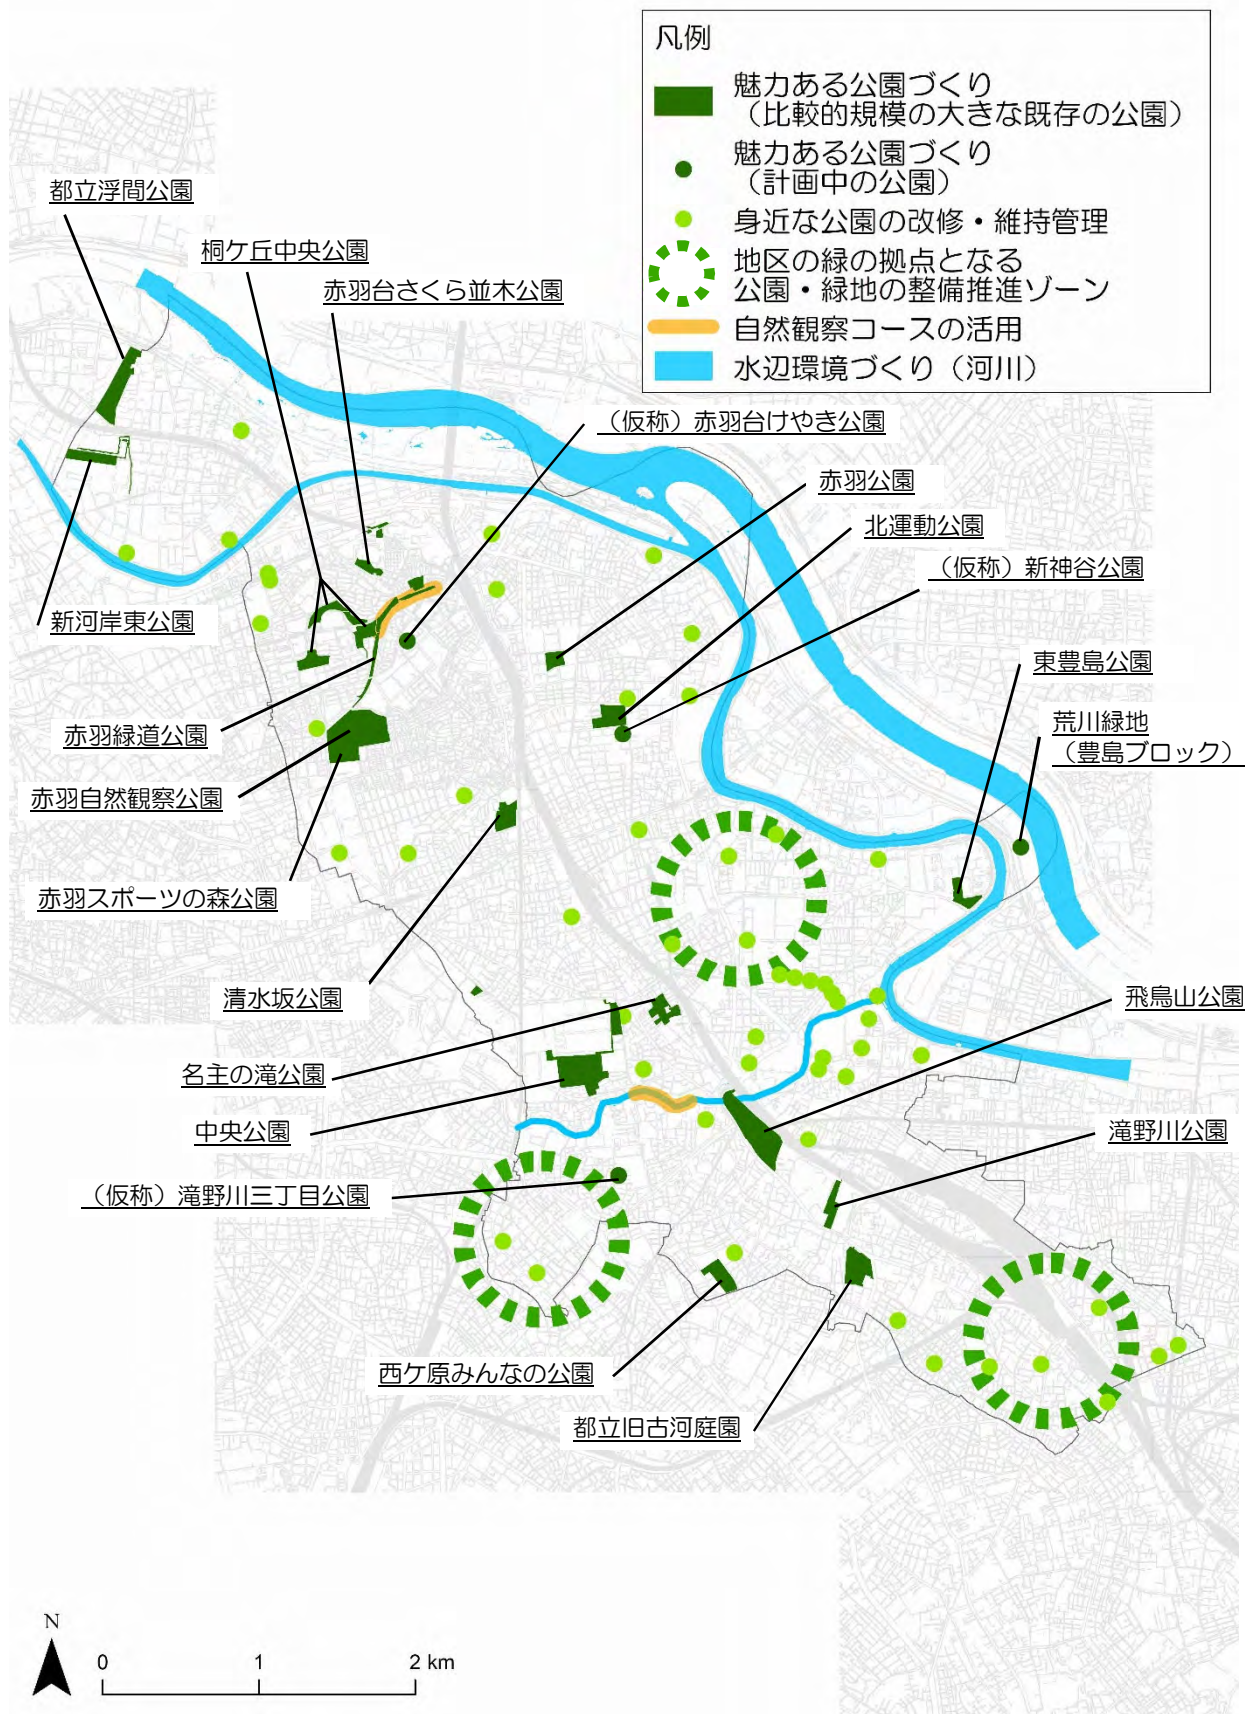 凡例
魅力ある公園づくり
（比較的規模の大きな既存の公園）
魅力ある公園づくり
（計画中の公園）
身近な公園の改修・維持管理
地区の緑の拠点となる
公園・緑地の整備推進ゾーン
自然観察コースの活用
水辺環境づくり（河川）
都立浮間公園
桐ケ丘中央公園
赤羽台さくら並木公園
（仮称）赤羽台けやき公園
赤羽公園
北運動公園
（仮称）新神谷公園
新河岸東公園
東豊島公園
荒川緑地
（豊島ブロック）
赤羽緑道公園
赤羽自然観察公園
赤羽スポーツの森公園
清水坂公園
飛鳥山公園
名主の滝公園
中央公園
滝野川公園
（仮称）滝野川三丁目公園
西ケ原みんなの公園
都立旧古河庭園
N
0 1 2 km